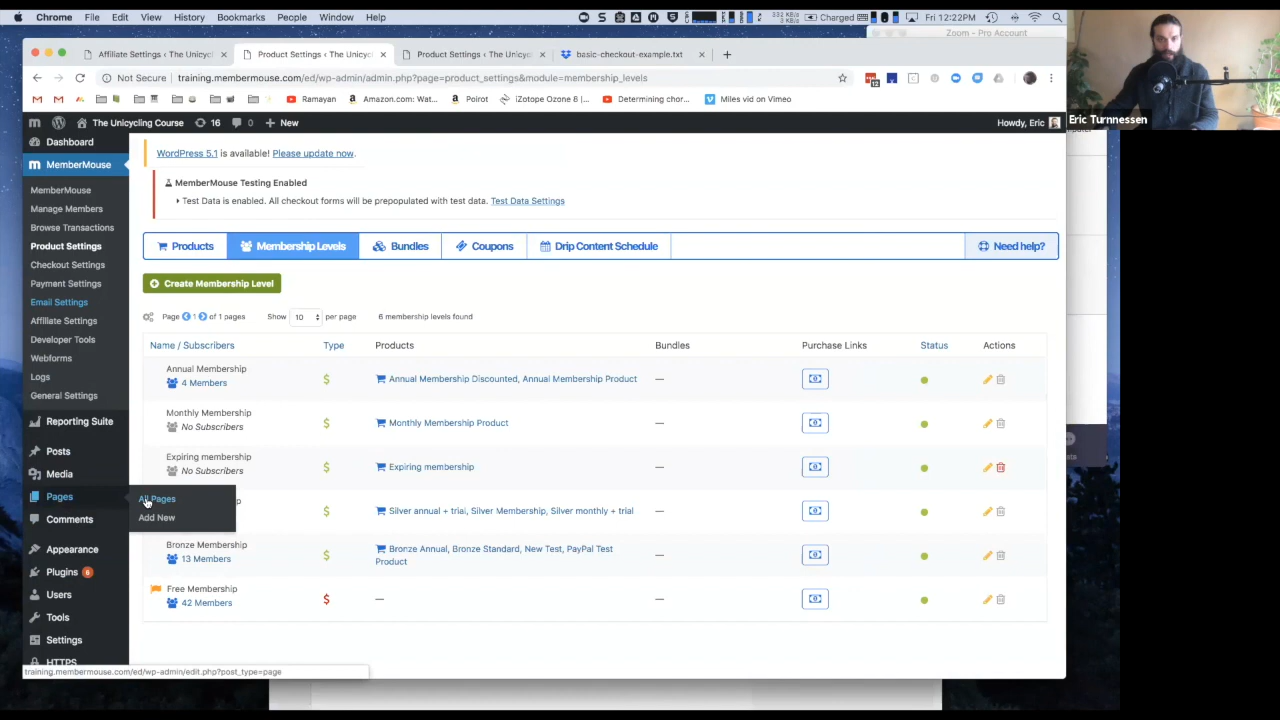 Chrome File Edit View History Bookmarks People Window Help
Charged Fri 12:22PM
Zoom - Pro Account
Affiliate Settings ‹ The Unicycl
Product Settings ‹ The Unicyc
Product Settings ‹ The Unicyc
basic-checkout-example.txt
Not Secure training.membermouse.com/ed/wp-admin/admin.php?page=product_settings&module=membership_levels
12
Ramayan
Amazon.com: Wat...
Poirot
iZotope Ozone 8 |...
Determining chor...
Miles vid on Vimeo
Eric Turnnessen
The Unicycling Course 16 0 New
Howdy, Eric
Dashboard
MemberMouse
MemberMouse
Manage Members
Browse Transactions
Product Settings
Checkout Settings
Payment Settings
Email Settings
Affiliate Settings
Developer Tools
Webforms
Logs
General Settings
Reporting Suite
Posts
Media
Pages
All Pages
Add New
Comments
Appearance
Plugins 6
Users
Tools
Settings
HTTPS
WordPress 5.1 is available! Please update now.
MemberMouse Testing Enabled
Test Data is enabled. All checkout forms will be prepopulated with test data. Test Data Settings
Products Membership Levels Bundles Coupons Drip Content Schedule Need help?
Create Membership Level
Page 1 of 1 pages Show 10 per page 6 membership levels found
Name / Subscribers Type Products Bundles Purchase Links Status Actions
Annual Membership
4 Members $ Annual Membership Discounted, Annual Membership Product —
Monthly Membership
No Subscribers $ Monthly Membership Product —
Expiring membership
No Subscribers $ Expiring membership —
$ Silver annual + trial, Silver Membership, Silver monthly + trial —
Bronze Membership
13 Members $ Bronze Annual, Bronze Standard, New Test, PayPal Test
Product —
Free Membership
42 Members $ — —
training.membermouse.com/ed/wp-admin/edit.php?post_type=page